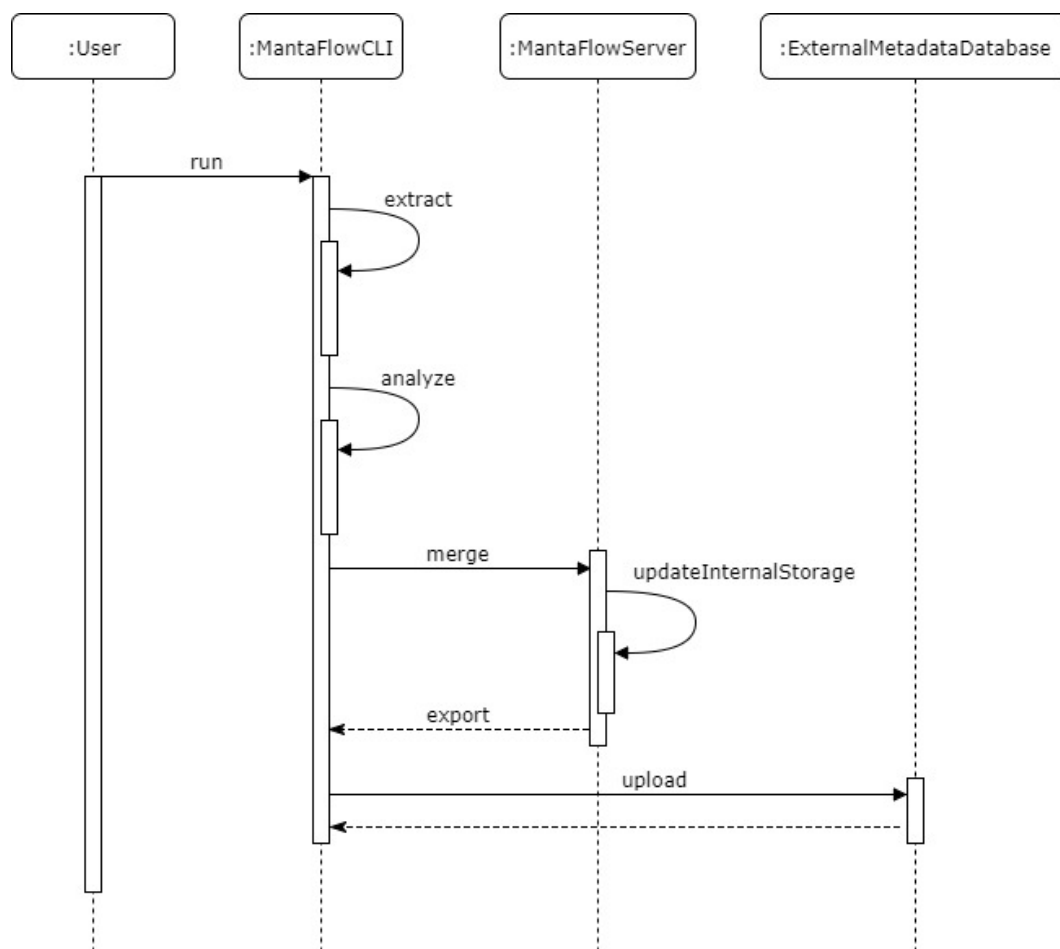 :User
:MantaFlowCLI
:MantaFlowServer
:ExternalMetadataDatabase
run
extract
analyze
merge
updateInternalStorage
export
upload